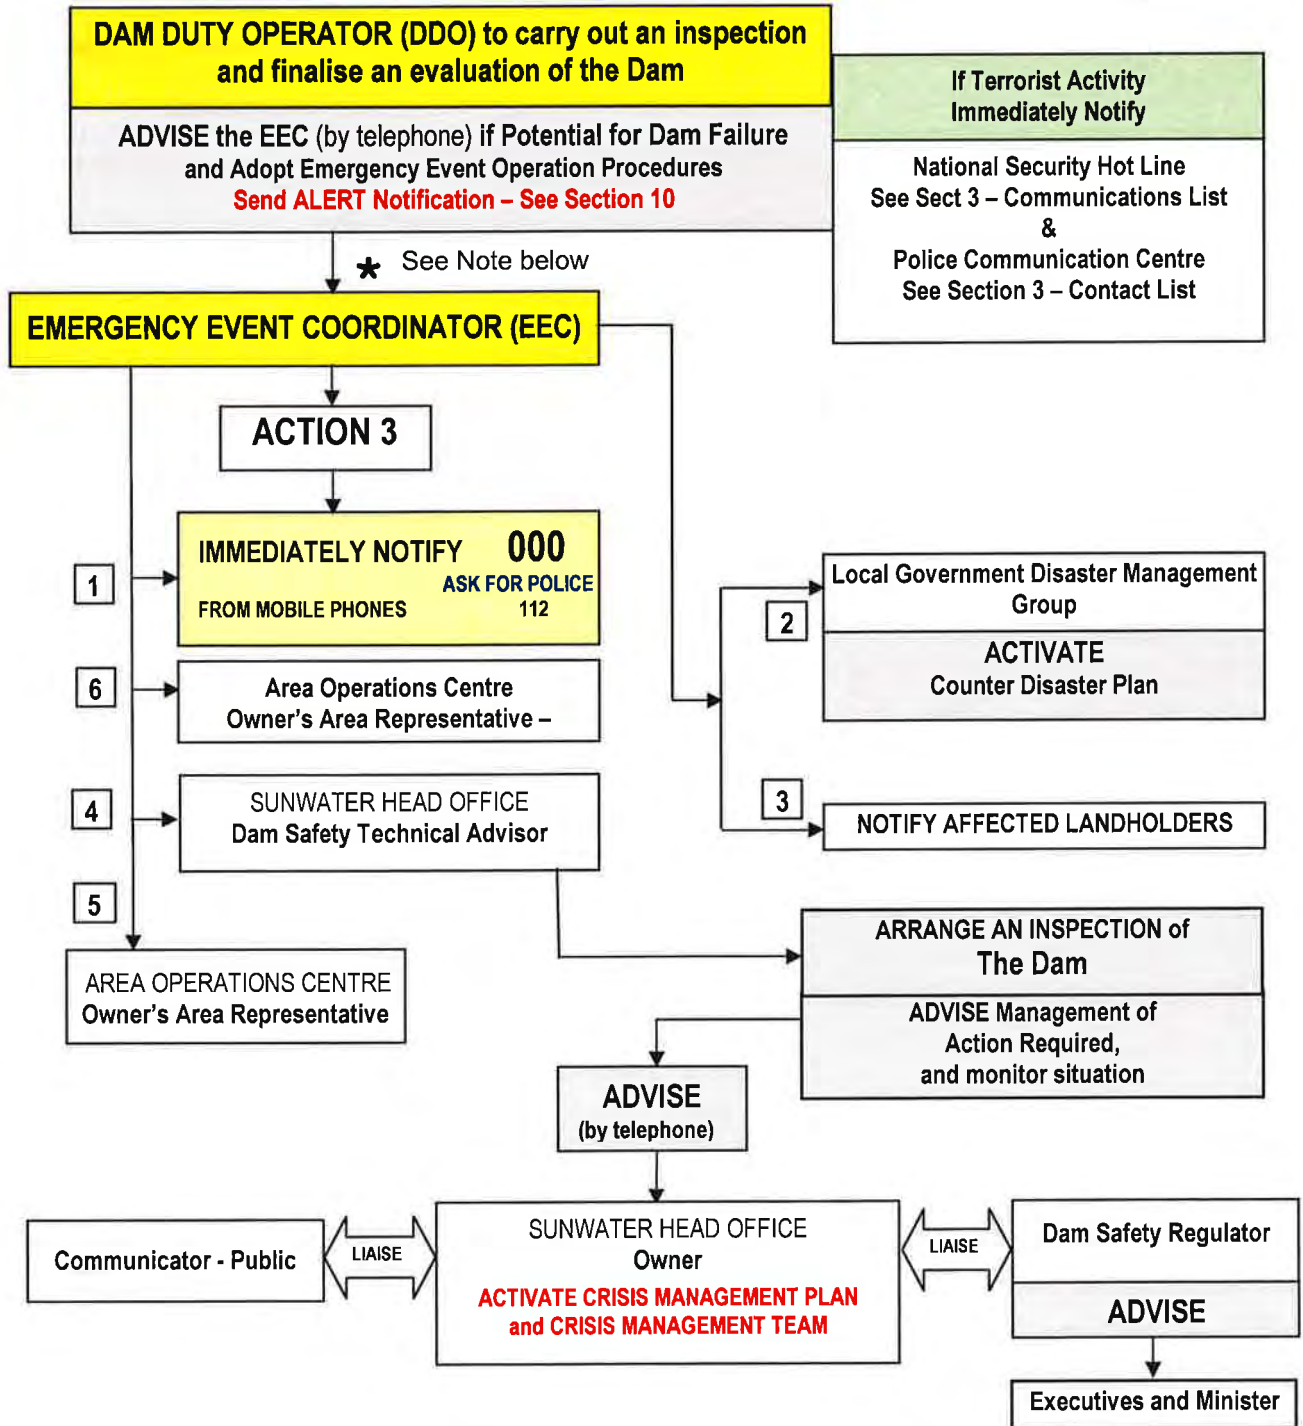 DAM DUTY OPERATOR (DDO) to carry out an inspection
and finalise an evaluation of the Dam
ADVISE the EEC (by telephone) if Potential for Dam Failure
and Adopt Emergency Event Operation Procedures
Send ALERT Notification – See Section 10
If Terrorist Activity
Immediately Notify
National Security Hot Line
See Sect 3 – Communications List
&
Police Communication Centre
See Section 3 – Contact List
★ See Note below
EMERGENCY EVENT COORDINATOR (EEC)
ACTION 3
1
IMMEDIATELY NOTIFY 000
ASK FOR POLICE
FROM MOBILE PHONES 112
6
Area Operations Centre
Owner's Area Representative –
4
SUNWATER HEAD OFFICE
Dam Safety Technical Advisor
5
AREA OPERATIONS CENTRE
Owner's Area Representative
2
Local Government Disaster Management
Group
ACTIVATE
Counter Disaster Plan
3
NOTIFY AFFECTED LANDHOLDERS
ARRANGE AN INSPECTION of
The Dam
ADVISE Management of
Action Required,
and monitor situation
ADVISE
(by telephone)
Communicator - Public
LIAISE
SUNWATER HEAD OFFICE
Owner
ACTIVATE CRISIS MANAGEMENT PLAN
and CRISIS MANAGEMENT TEAM
LIAISE
Dam Safety Regulator
ADVISE
Executives and Minister